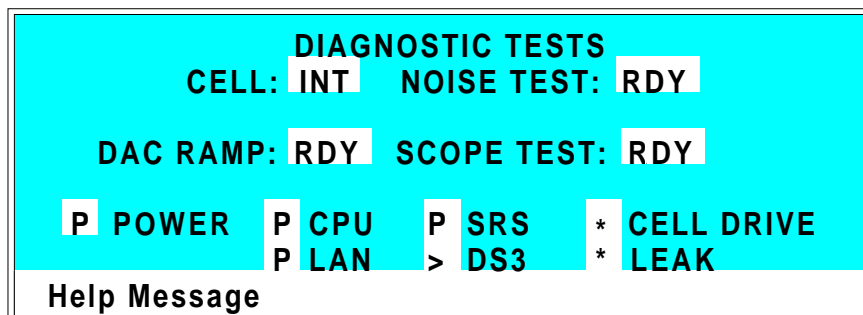 DIAGNOSTIC TESTS
CELL: INT NOISE TEST: RDY
DAC RAMP: RDY SCOPE TEST: RDY
P POWER P CPU P SRS * CELL DRIVE
P LAN > DS3 * LEAK
Help Message